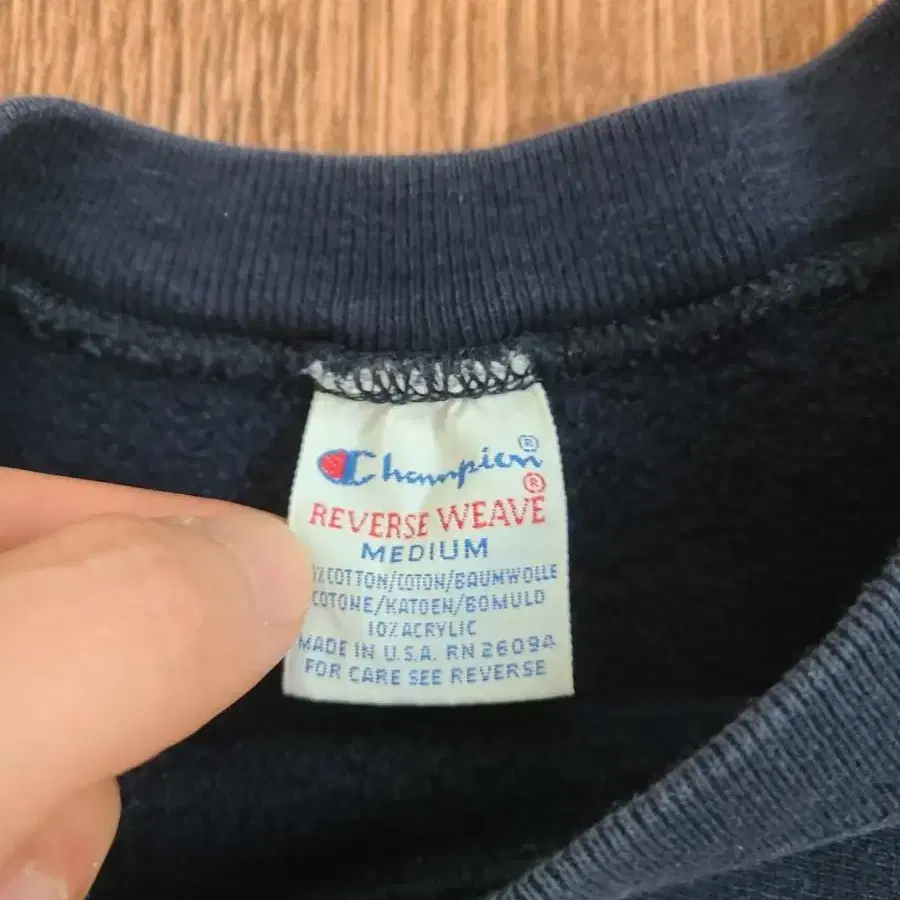 Champion®
REVERSE WEAVE®
MEDIUM
% COTTON/COTON/BAUMWOLLE
COTONE/KATOEN/BOMULD
10% ACRYLIC
MADE IN U.S.A. RN 26094
FOR CARE SEE REVERSE